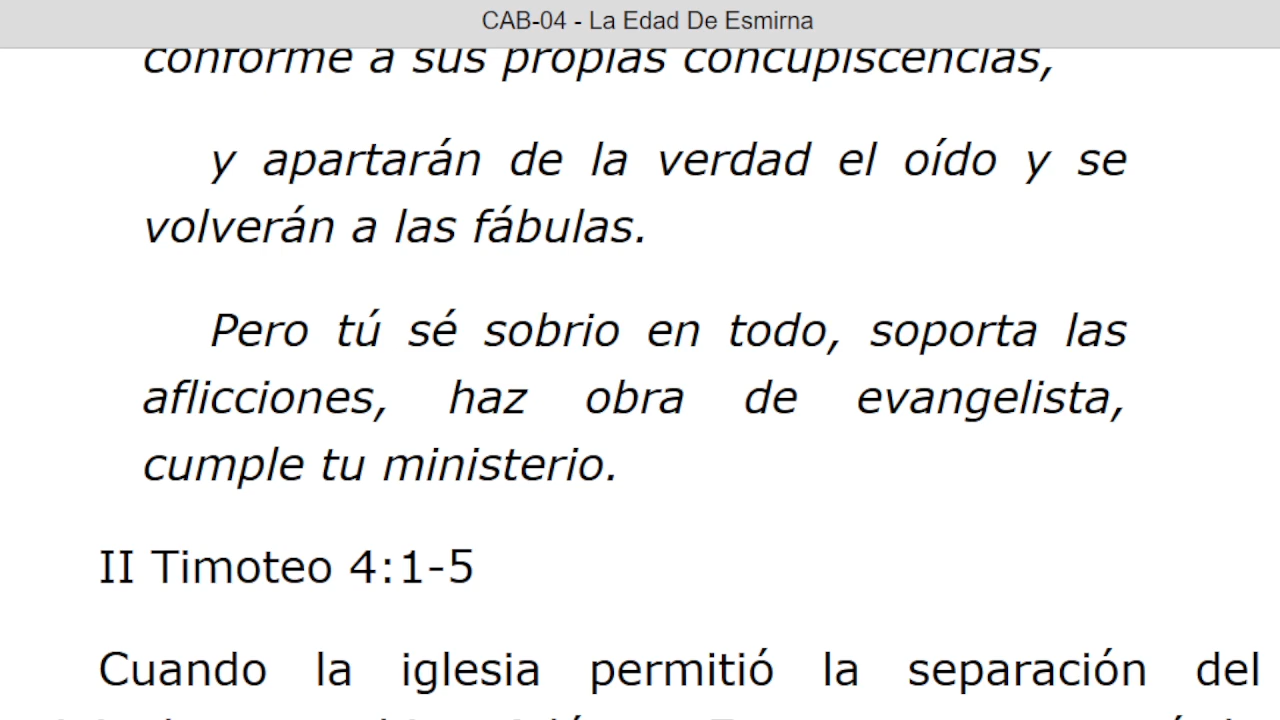 CAB-04 - La Edad De Esmirna
conforme a sus propias concupiscencias,
y apartarán de la verdad el oído y se
volverán a las fábulas.
Pero tú sé sobrio en todo, soporta las
aflicciones, haz obra de evangelista,
cumple tu ministerio.
II Timoteo 4:1-5
Cuando la iglesia permitió la separación del